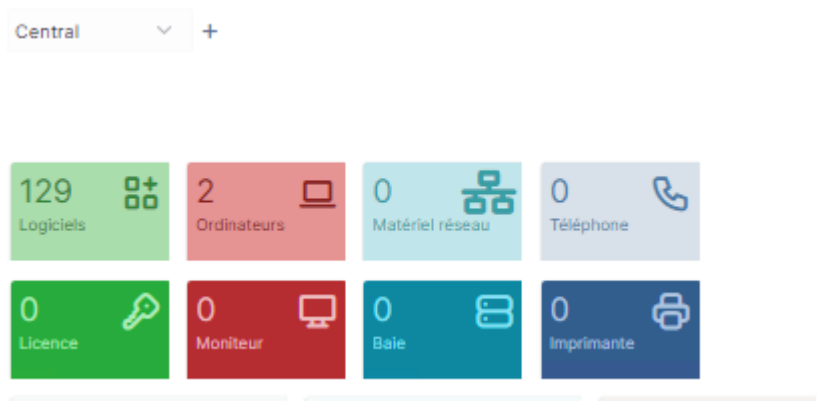 Central
129
Logiciels
2
Ordinateurs
0
Matériel réseau
0
Téléphone
0
Licence
0
Moniteur
0
Baie
0
Imprimante